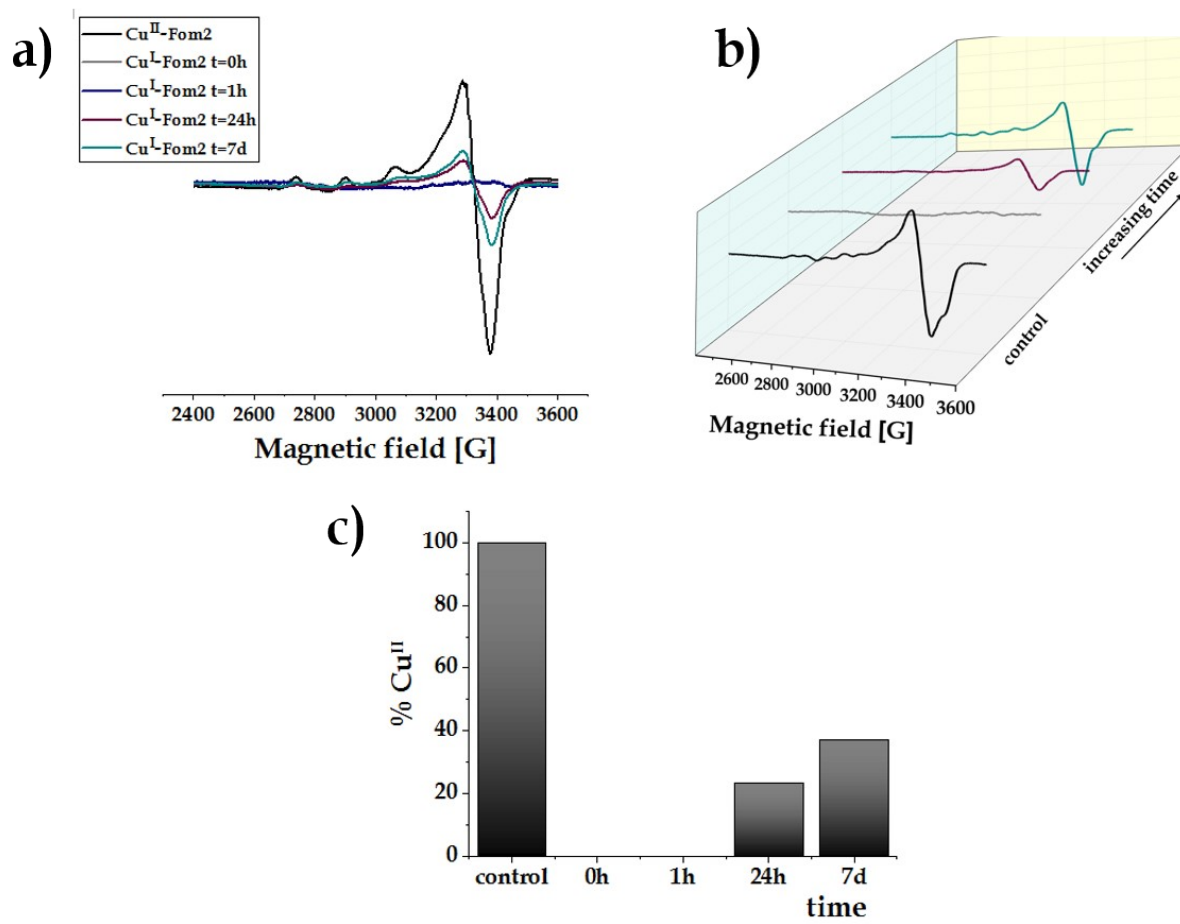 a)
Cu^II-Fom2
Cu^I-Fom2 t=0h
Cu^I-Fom2 t=1h
Cu^I-Fom2 t=24h
Cu^I-Fom2 t=7d
2400 2600 2800 3000 3200 3400 3600
Magnetic field [G]
b)
increasing time
control
2600 2800 3000 3200 3400 3600
Magnetic field [G]
c)
% Cu^II
100
80
60
40
20
0
control 0h 1h 24h 7d
time